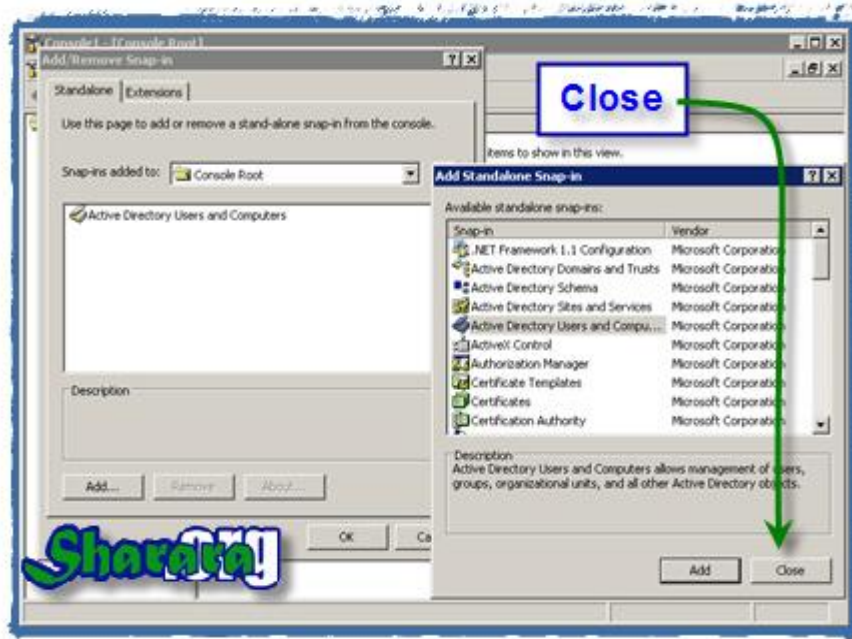 Console1 - [Console Root]
Add/Remove Snap-in
Standalone
Extensions
Use this page to add or remove a stand-alone snap-in from the console.
Snap-ins added to:
Console Root
Active Directory Users and Computers
Description
Add...
Remove
About...
OK
Close
items to show in this view.
Add Standalone Snap-in
Available standalone snap-ins:
Snap-in Vendor
.NET Framework 1.1 Configuration Microsoft Corporation
Active Directory Domains and Trusts Microsoft Corporation
Active Directory Schema Microsoft Corporation
Active Directory Sites and Services Microsoft Corporation
Active Directory Users and Compu... Microsoft Corporation
ActiveX Control Microsoft Corporation
Authorization Manager Microsoft Corporation
Certificate Templates Microsoft Corporation
Certificates Microsoft Corporation
Certification Authority Microsoft Corporation
Description
Active Directory Users and Computers allows management of users,
groups, organizational units, and all other Active Directory objects.
Add
Close
Sharara.org